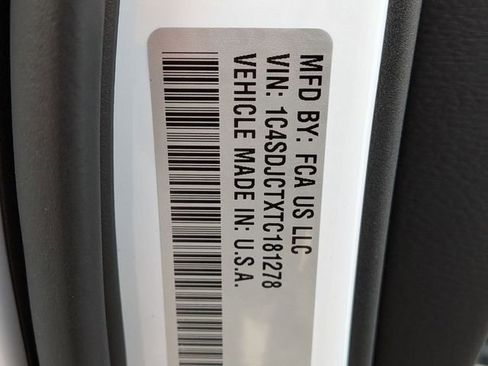 MFD BY: FCA US LLC
VIN: 1C4SDJCTXTC181278
VEHICLE MADE IN: U.S.A.